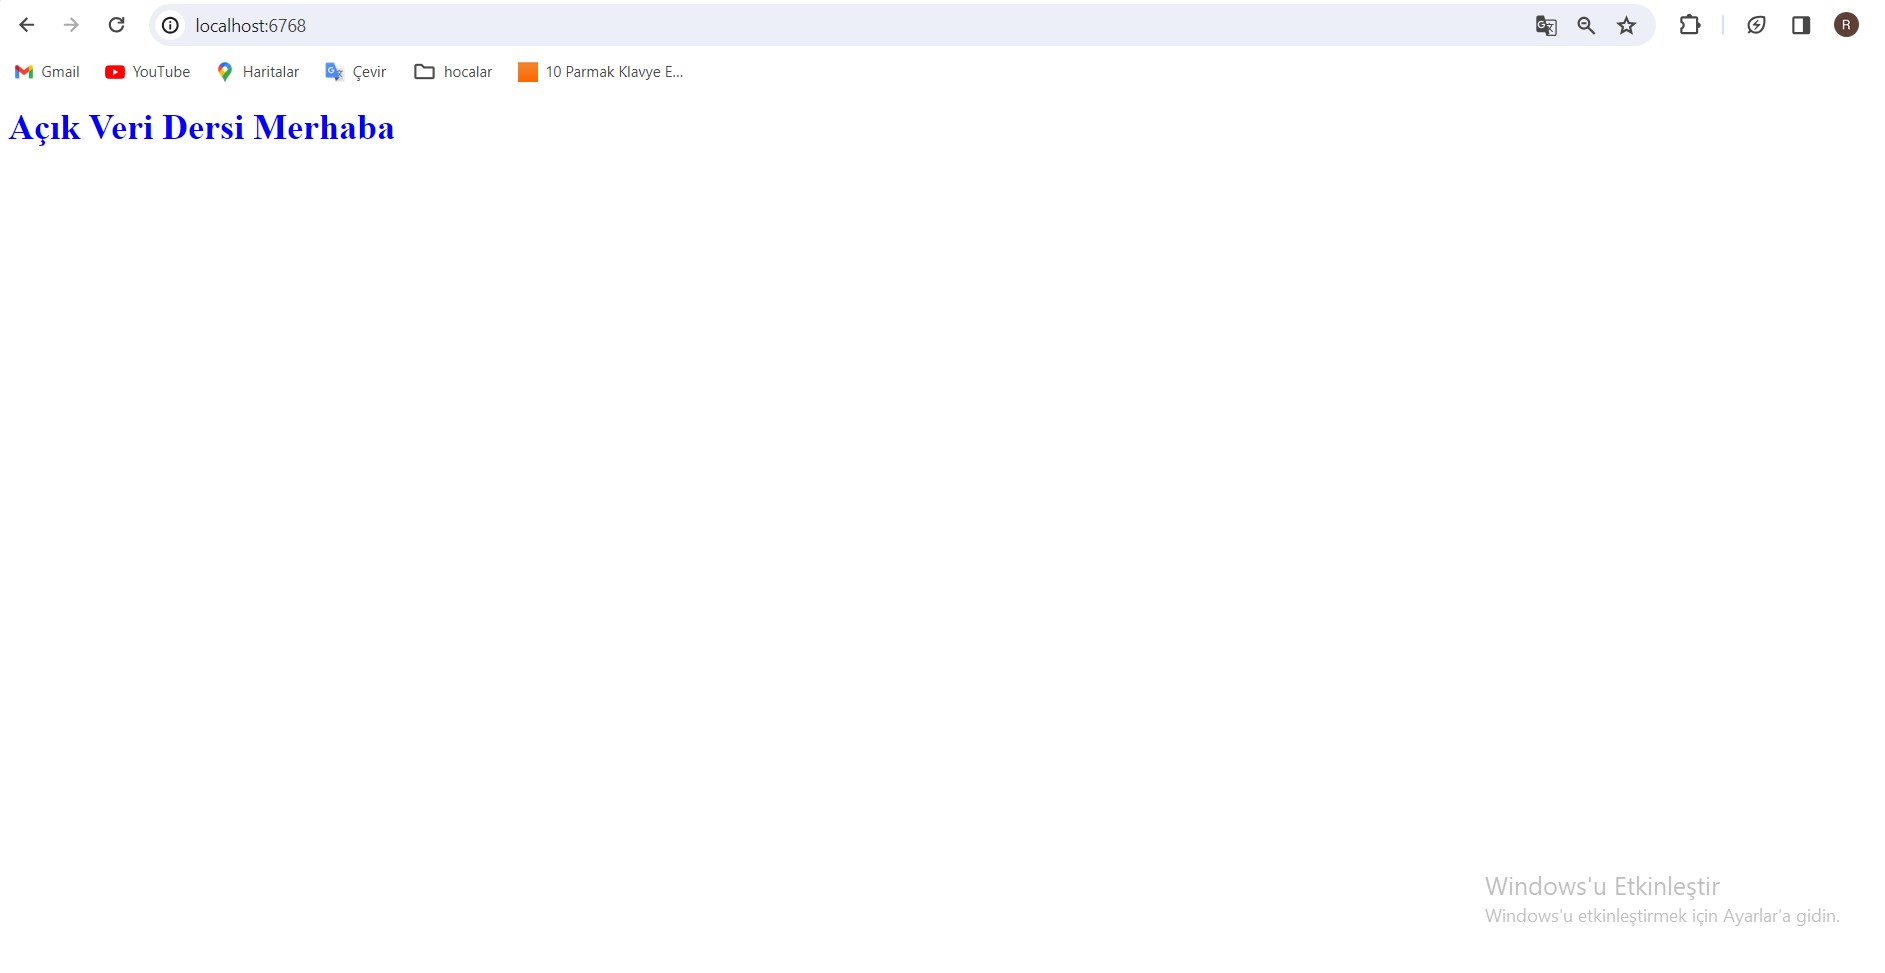 localhost:6768
R
Gmail YouTube Haritalar Çevir hocalar 10 Parmak Klavye E...
Açık Veri Dersi Merhaba
Windows'u Etkinleştir
Windows'u etkinleştirmek için Ayarlar'a gidin.